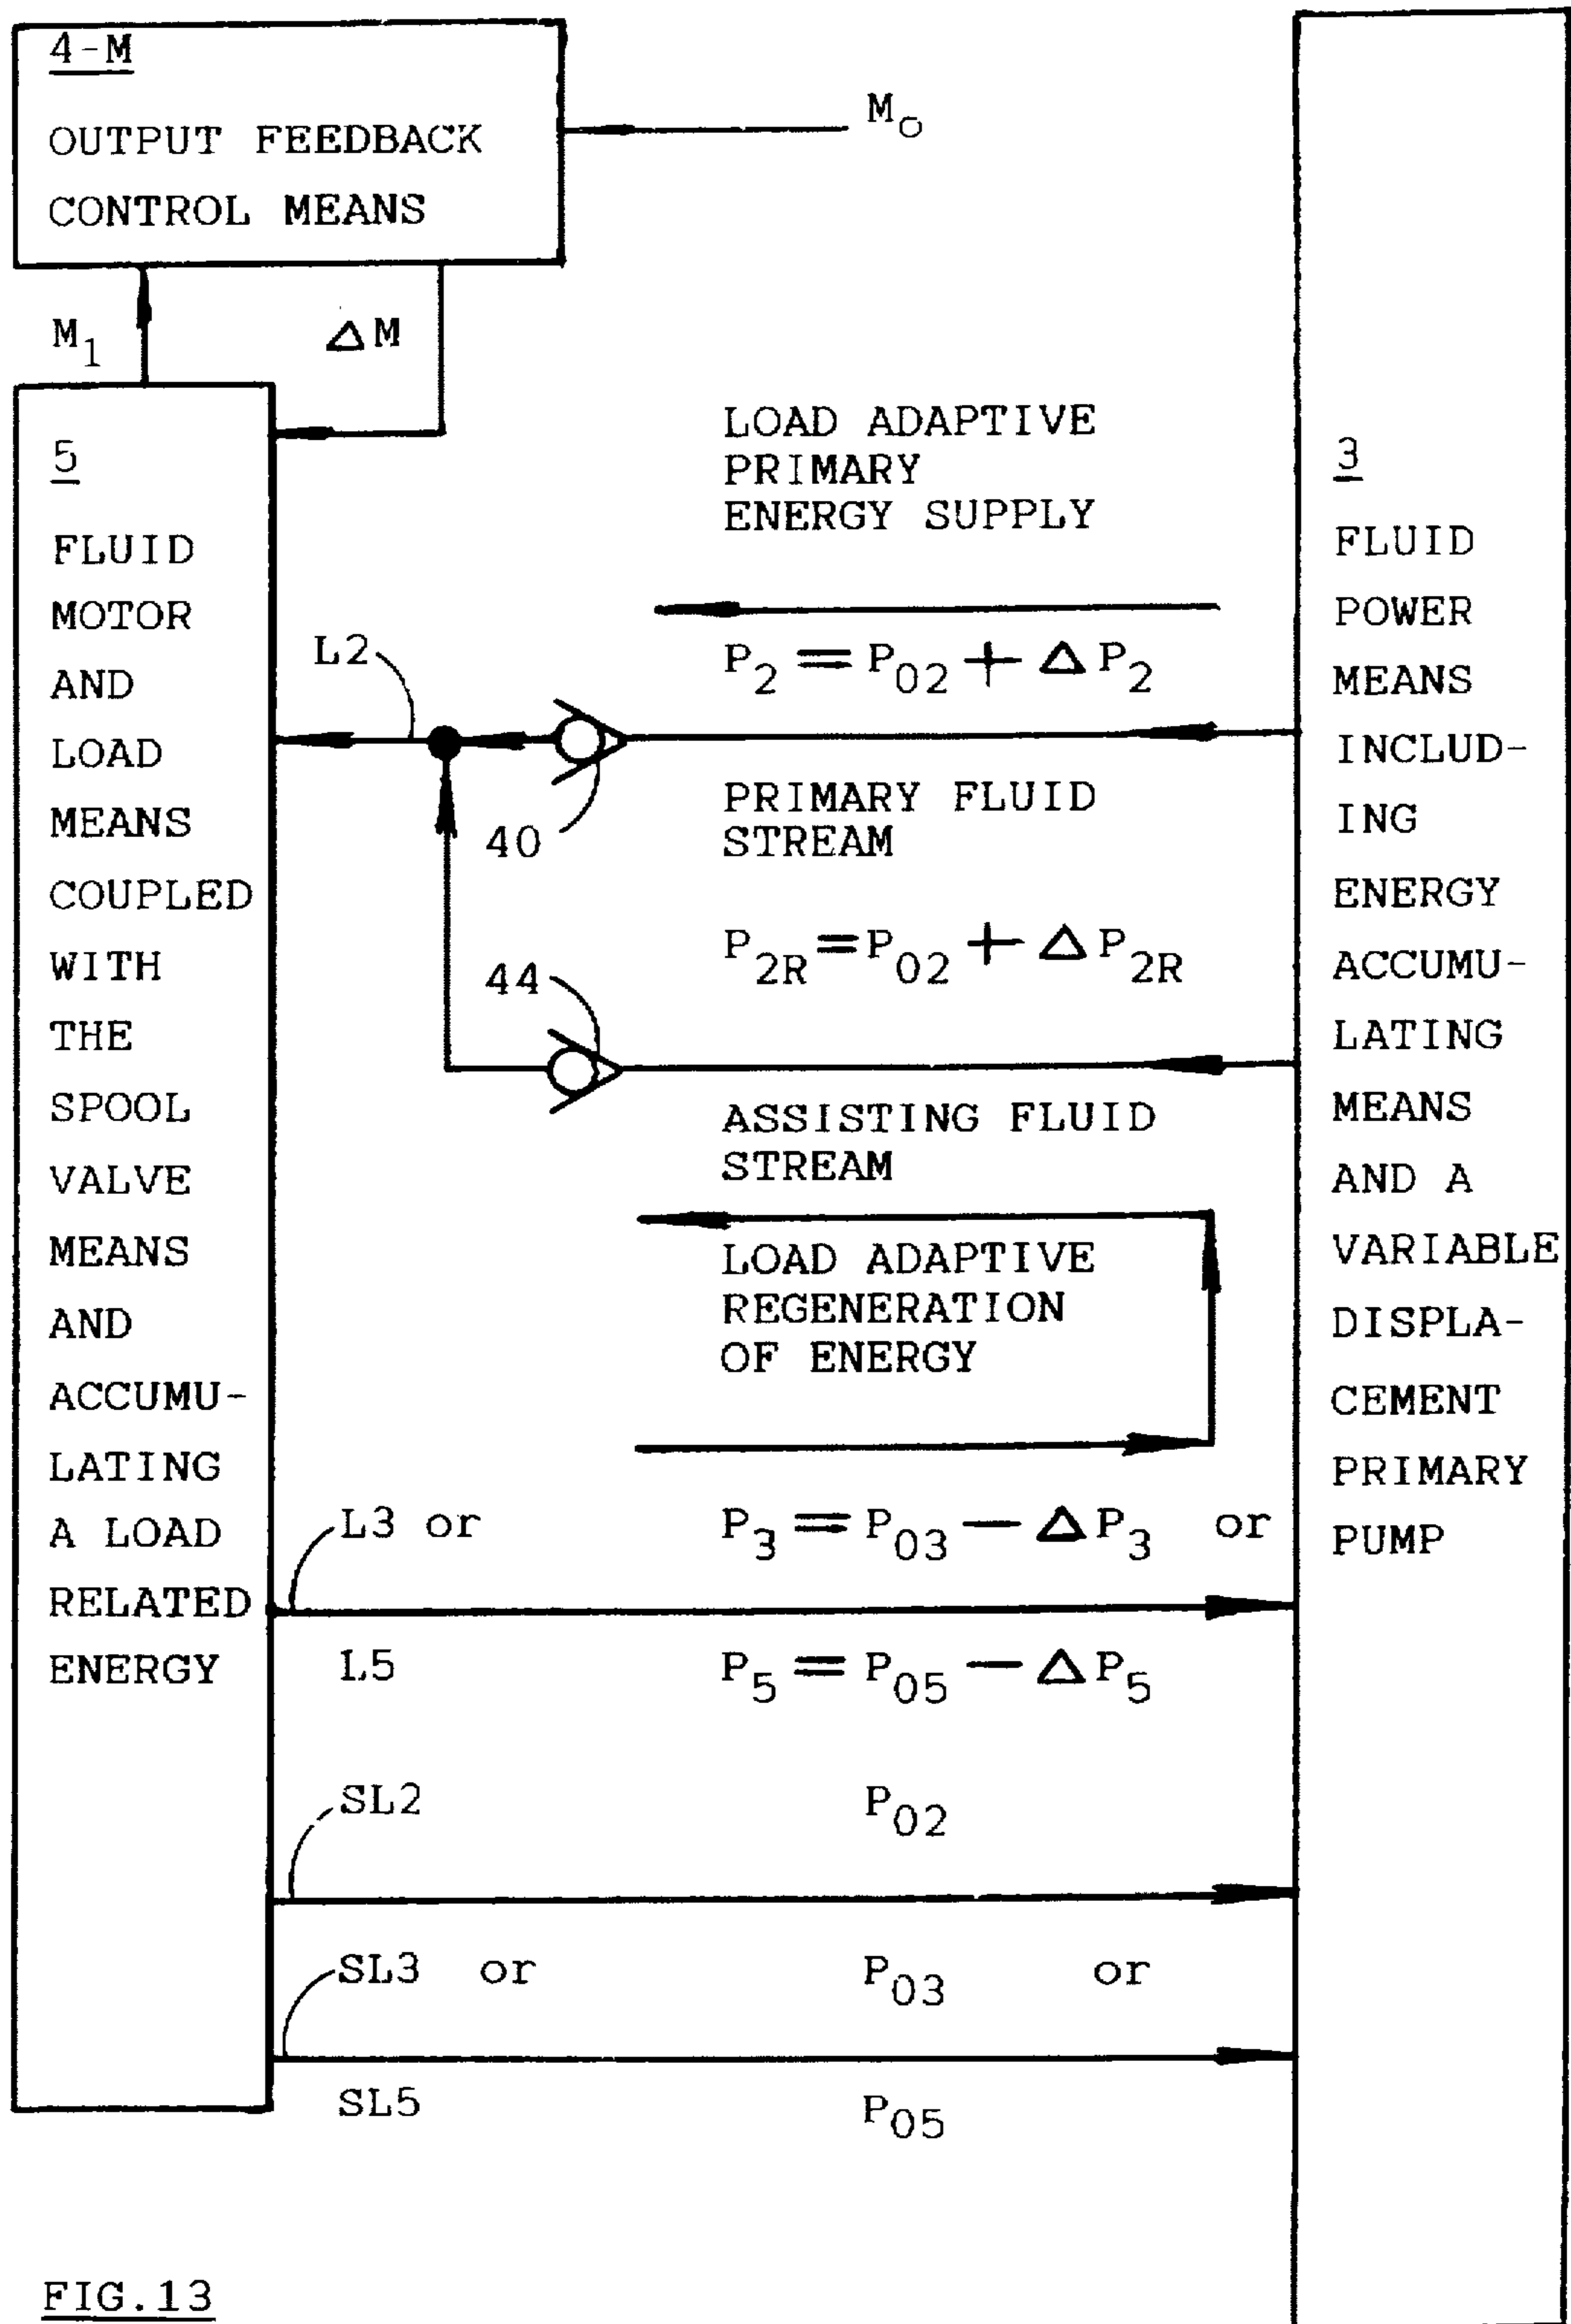 4-M
OUTPUT FEEDBACK
CONTROL MEANS
M₀
M₁
ΔM
5
FLUID
MOTOR
AND
LOAD
MEANS
COUPLED
WITH
THE
SPOOL
VALVE
MEANS
AND
ACCUMU-
LATING
A LOAD
RELATED
ENERGY
L2
40
44
LOAD ADAPTIVE
PRIMARY
ENERGY SUPPLY
P₂ = P₀₂ + ΔP₂
PRIMARY FLUID
STREAM
P₂R = P₀₂ + ΔP₂R
ASSISTING FLUID
STREAM
LOAD ADAPTIVE
REGENERATION
OF ENERGY
L3 or
P₃ = P₀₃ − ΔP₃ or
L5
P₅ = P₀₅ − ΔP₅
SL2
P₀₂
SL3 or
P₀₃ or
SL5
P₀₅
3
FLUID
POWER
MEANS
INCLUD-
ING
ENERGY
ACCUMU-
LATING
MEANS
AND A
VARIABLE
DISPLA-
CEMENT
PRIMARY
PUMP
FIG.13